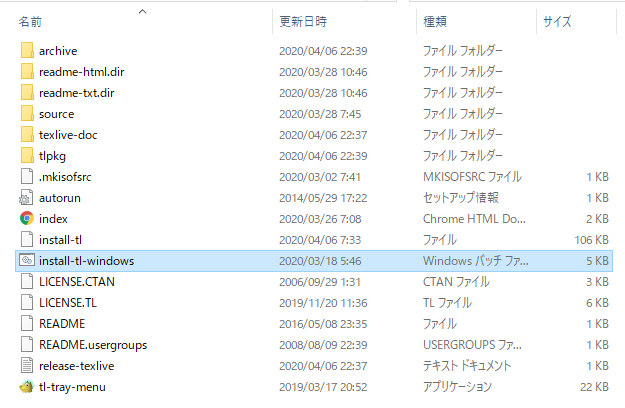 名前 更新日時 種類 サイズ
archive 2020/04/06 22:39 ファイル フォルダー
readme-html.dir 2020/03/28 10:46 ファイル フォルダー
readme-txt.dir 2020/03/28 10:46 ファイル フォルダー
source 2020/03/28 7:45 ファイル フォルダー
texlive-doc 2020/04/06 22:37 ファイル フォルダー
tlpkg 2020/04/06 22:39 ファイル フォルダー
.mkisofsrc 2020/03/02 7:41 MKISOFSRC ファイル 1 KB
autorun 2014/05/29 17:22 セットアップ情報 1 KB
index 2020/03/26 7:08 Chrome HTML Do... 2 KB
install-tl 2020/04/06 7:33 ファイル 106 KB
install-tl-windows 2020/03/18 5:46 Windows バッチ ファ... 5 KB
LICENSE.CTAN 2006/09/29 1:31 CTAN ファイル 3 KB
LICENSE.TL 2019/11/20 11:36 TL ファイル 6 KB
README 2016/05/08 23:35 ファイル 1 KB
README.usergroups 2008/08/09 22:39 USERGROUPS ファイ... 1 KB
release-texlive 2020/04/06 22:37 テキスト ドキュメント 1 KB
tl-tray-menu 2019/03/17 20:52 アプリケーション 22 KB